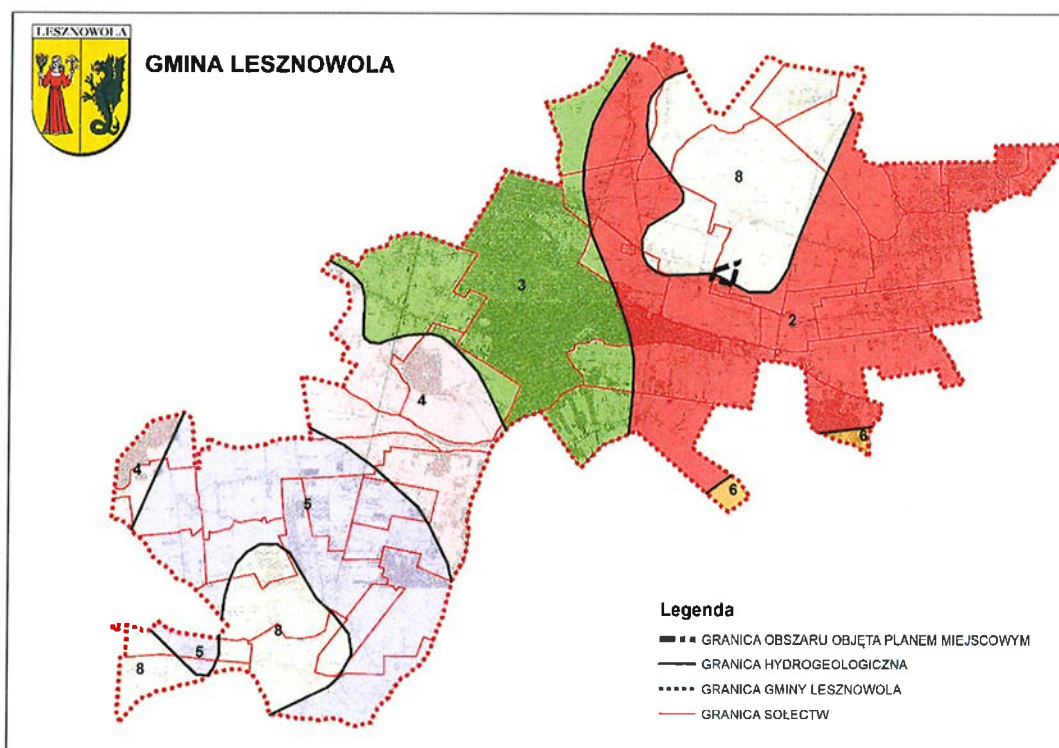 LESZNOWOLA
GMINA LESZNOWOLA
8
3
2
4
6
4
6
5
8
5
8
Legenda
GRANICA OBSZARU OBJĘTA PLANEM MIEJSCOWYM
GRANICA HYDROGEOLOGICZNA
GRANICA GMINY LESZNOWOLA
GRANICA SOŁECTW